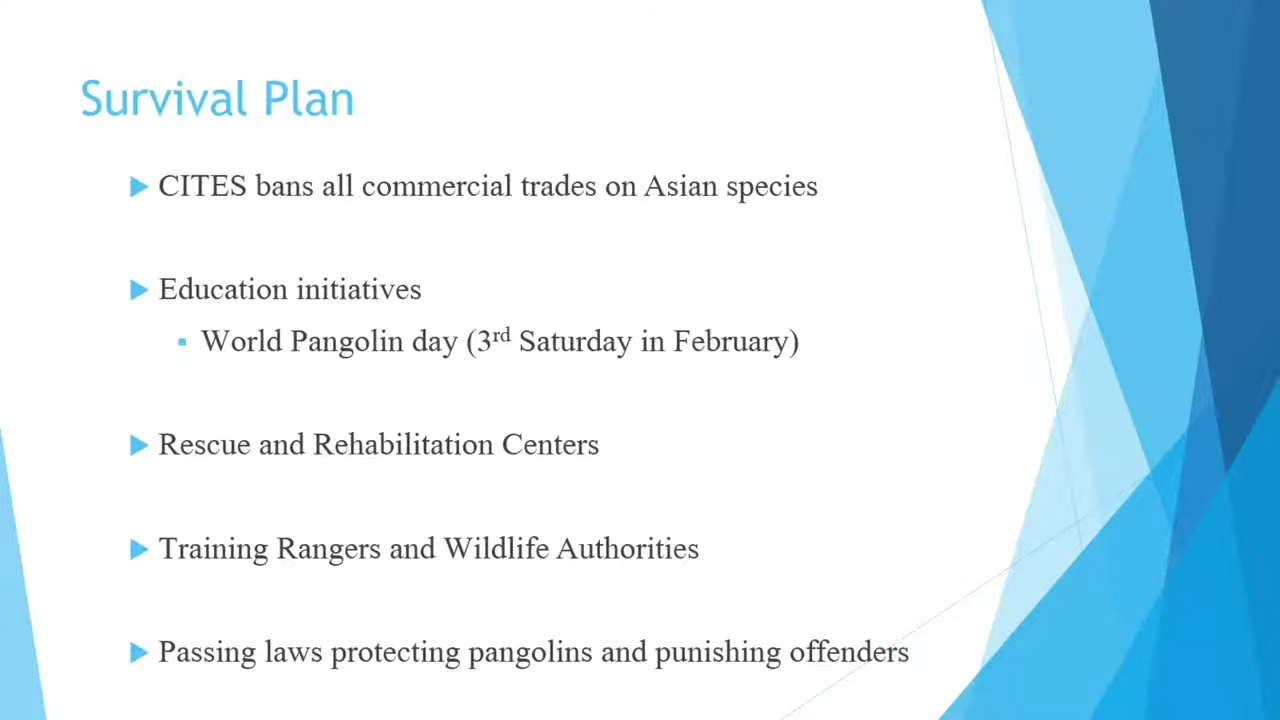 Survival Plan
CITES bans all commercial trades on Asian species
Education initiatives
World Pangolin day (3rd Saturday in February)
Rescue and Rehabilitation Centers
Training Rangers and Wildlife Authorities
Passing laws protecting pangolins and punishing offenders